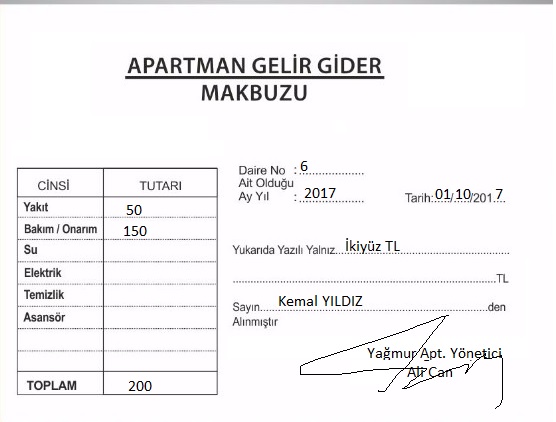 APARTMAN GELİR GİDER
MAKBUZU
CİNSİ TUTARI
Yakıt 50
Bakım / Onarım 150
Su
Elektrik
Temizlik
Asansör
TOPLAM 200
Daire No : 6
Ait Olduğu
Ay Yıl : 2017 Tarih: 01/10/2017
Yukarıda Yazılı Yalnız İkiyüz TL
TL
Sayın Kemal YILDIZ den
Alınmıştır
Yağmur Apt. Yönetici
Ali Can